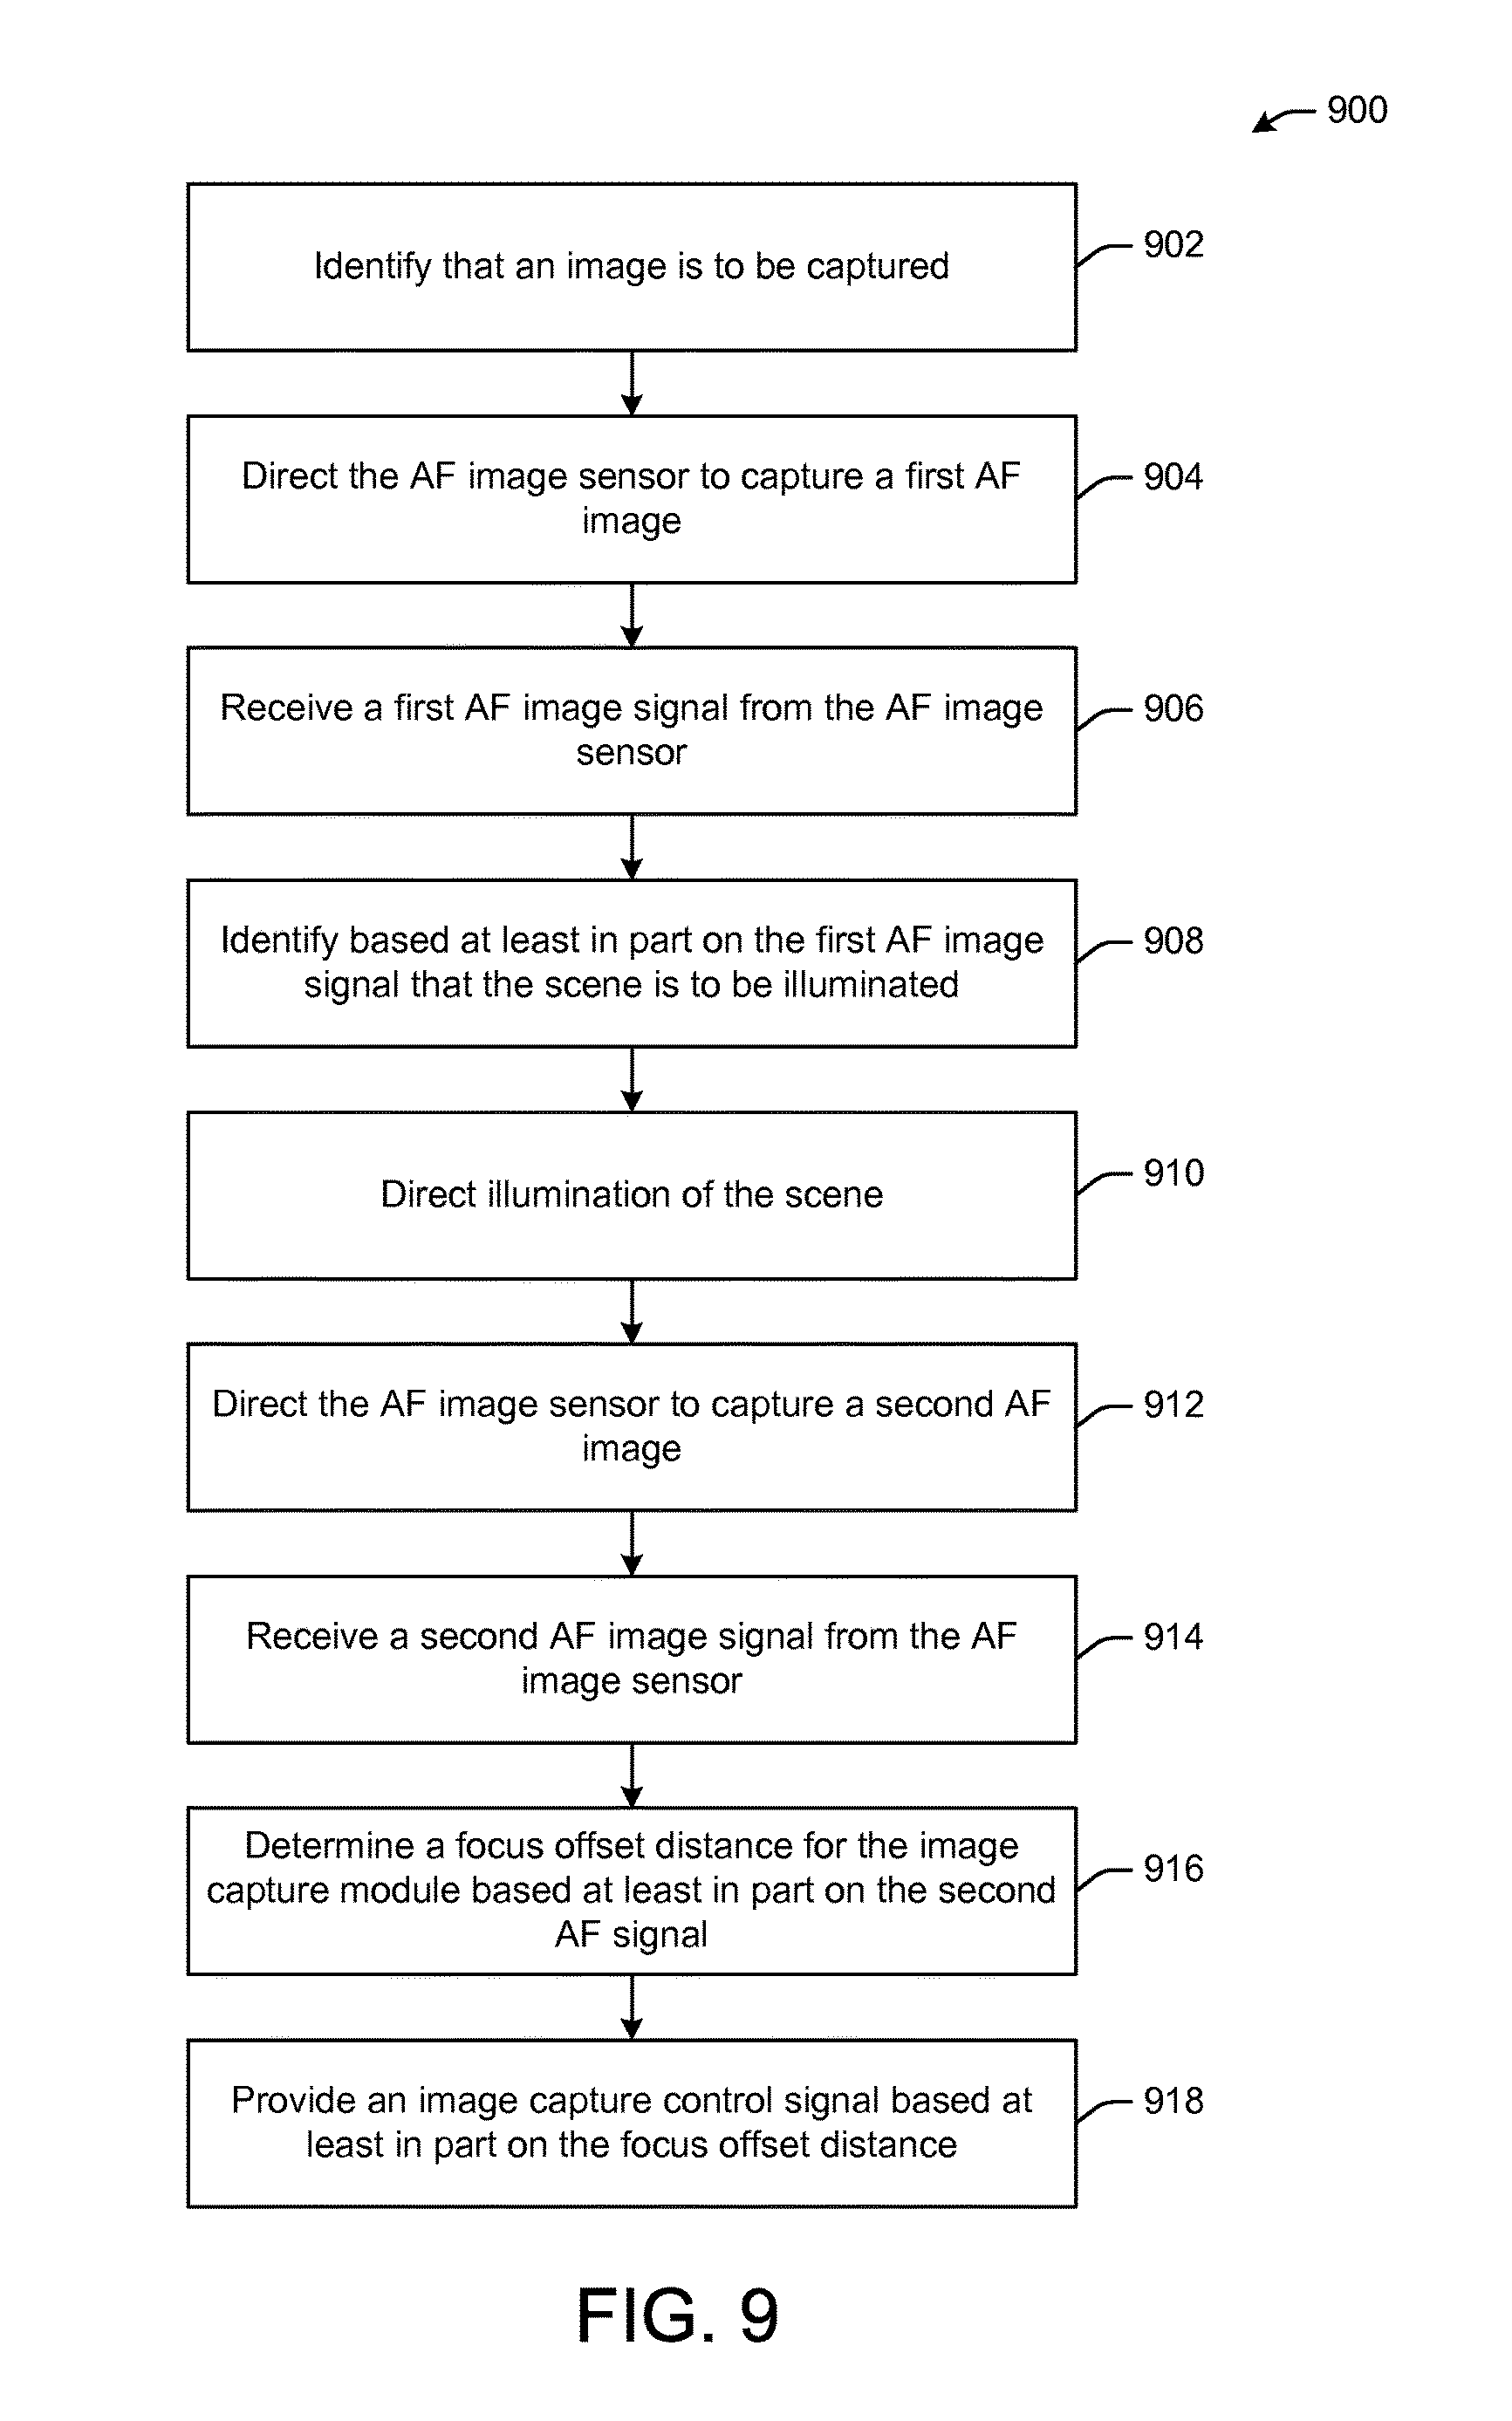 900
Identify that an image is to be captured
902
Direct the AF image sensor to capture a first AF
image
904
Receive a first AF image signal from the AF image
sensor
906
Identify based at least in part on the first AF image
signal that the scene is to be illuminated
908
Direct illumination of the scene
910
Direct the AF image sensor to capture a second AF
image
912
Receive a second AF image signal from the AF
image sensor
914
Determine a focus offset distance for the image
capture module based at least in part on the second
AF signal
916
Provide an image capture control signal based at
least in part on the focus offset distance
918
FIG. 9